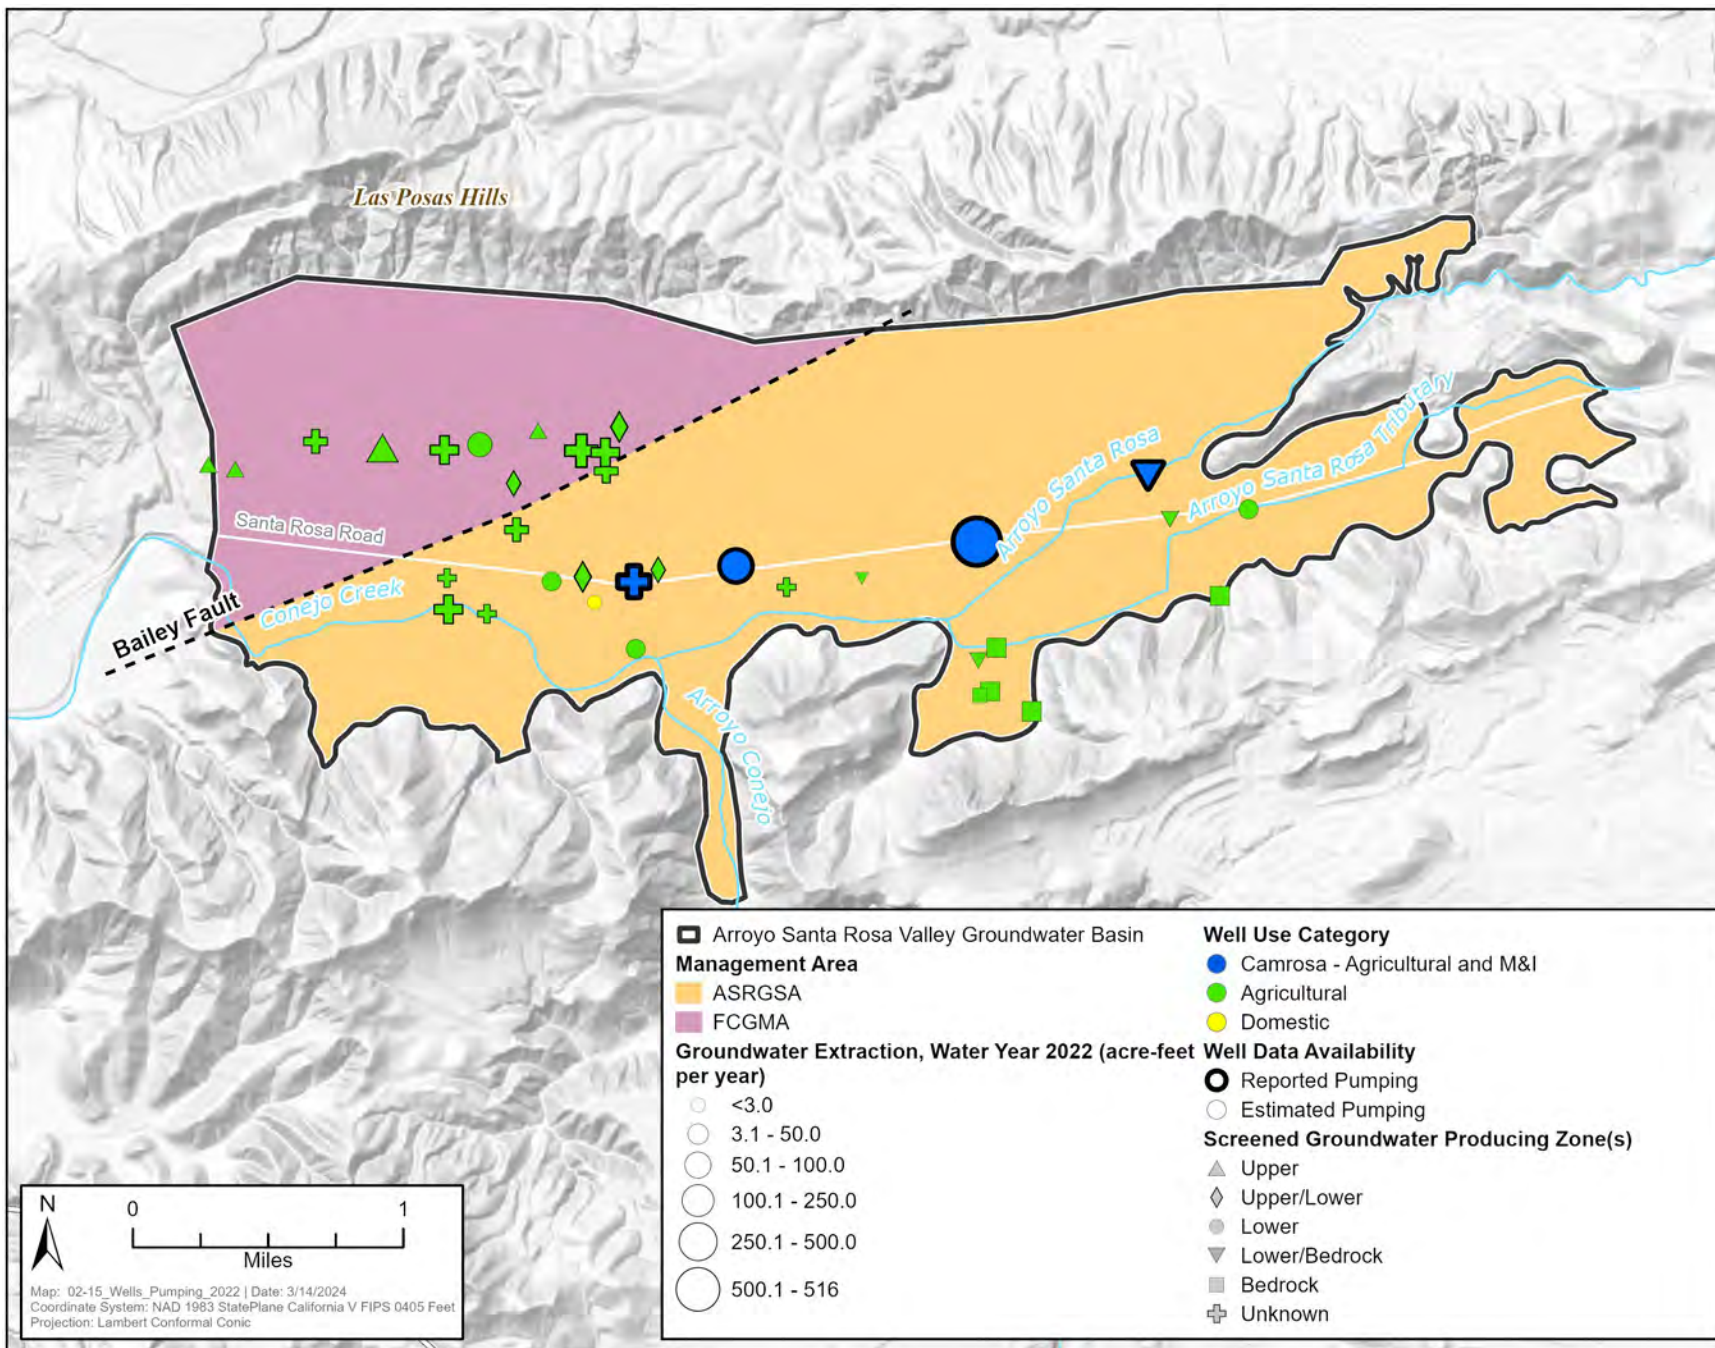 Las Posas Hills
Arroyo Santa Rosa
Arroyo Santa Rosa Tributary
Santa Rosa Road
Conejo Creek
Bailey Fault
Arroyo Conejo
Arroyo Santa Rosa Valley Groundwater Basin
Management Area
ASRGSA
FCGMA
Groundwater Extraction, Water Year 2022 (acre-feet
per year)
<3.0
3.1 - 50.0
50.1 - 100.0
100.1 - 250.0
250.1 - 500.0
500.1 - 516
Well Use Category
Camrosa - Agricultural and M&I
Agricultural
Domestic
Well Data Availability
Reported Pumping
Estimated Pumping
Screened Groundwater Producing Zone(s)
Upper
Upper/Lower
Lower
Lower/Bedrock
Bedrock
Unknown
N
0 1
Miles
Map: 02-15_Wells_Pumping_2022 | Date: 3/14/2024
Coordinate System: NAD 1983 StatePlane California V FIPS 0405 Feet
Projection: Lambert Conformal Conic